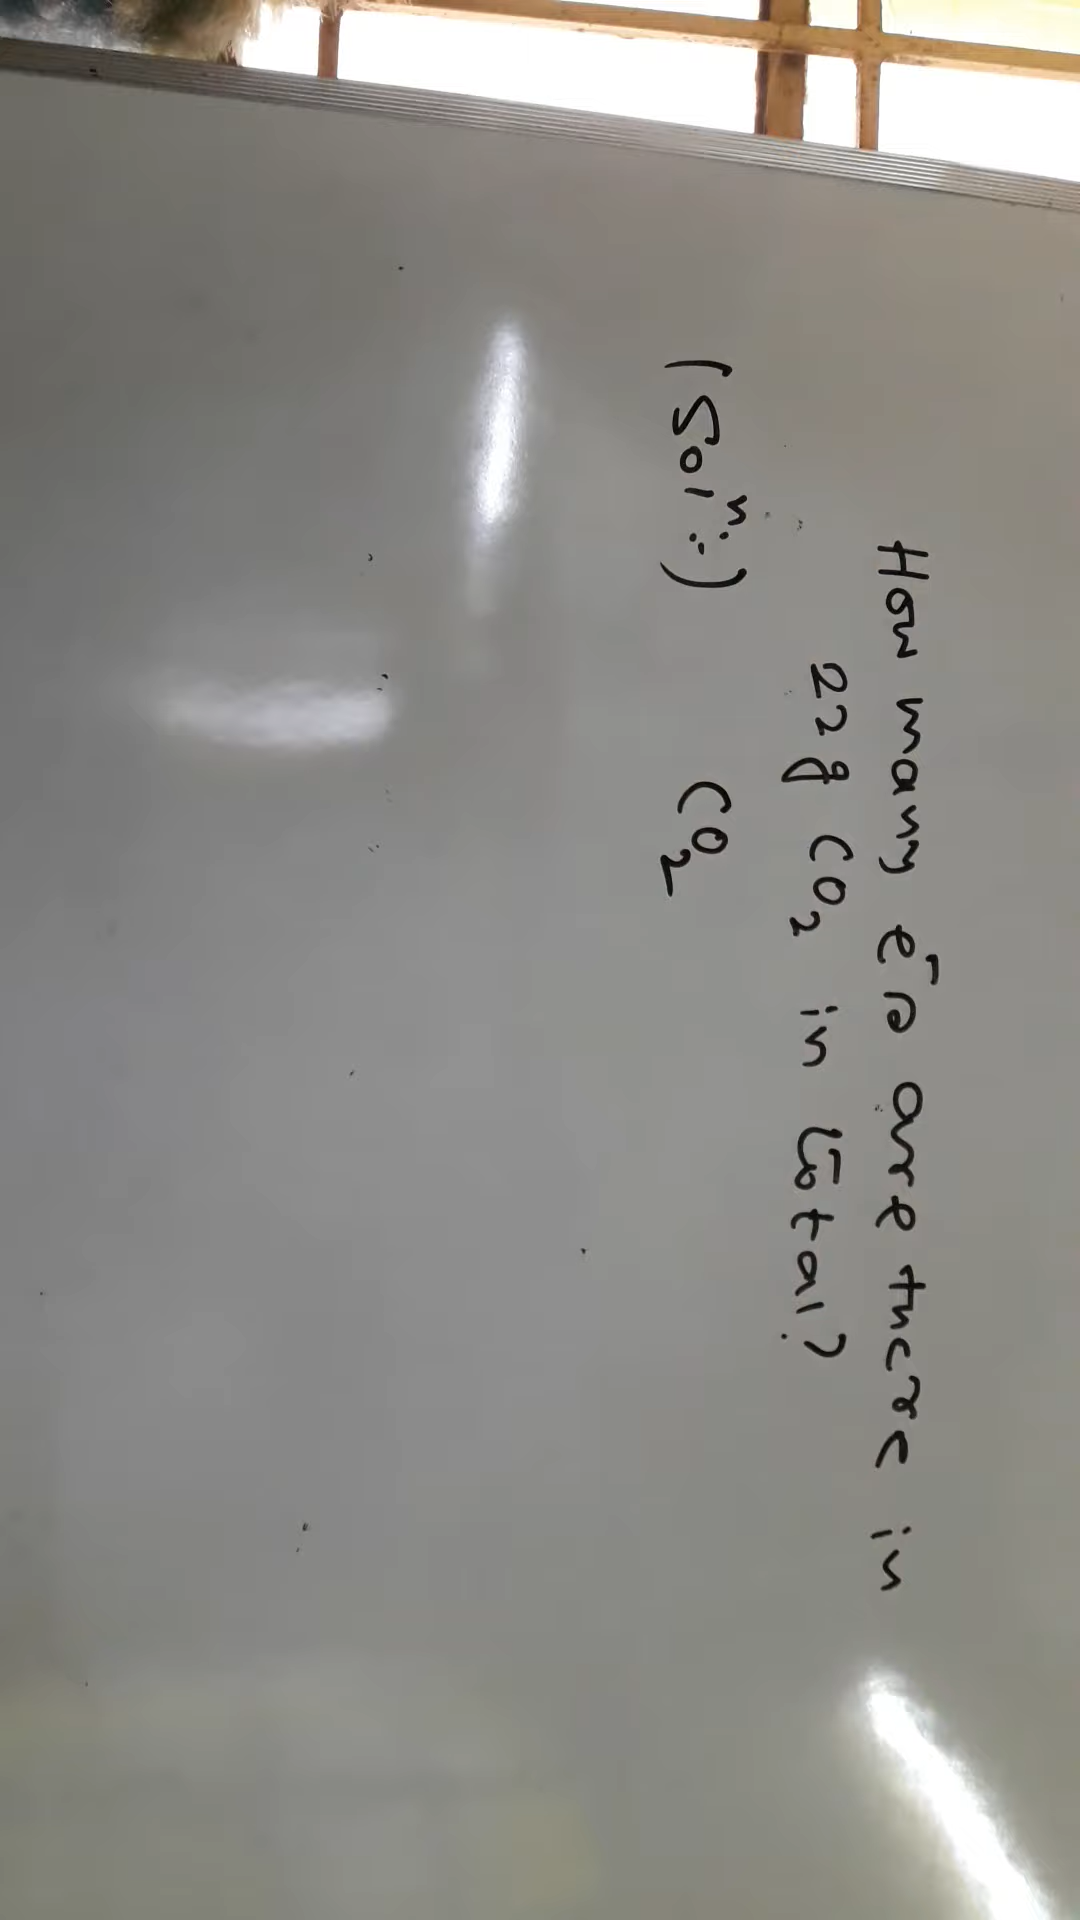 How many e⁻s are there in
22g CO₂ in total?
(Solⁿ:-) CO₂